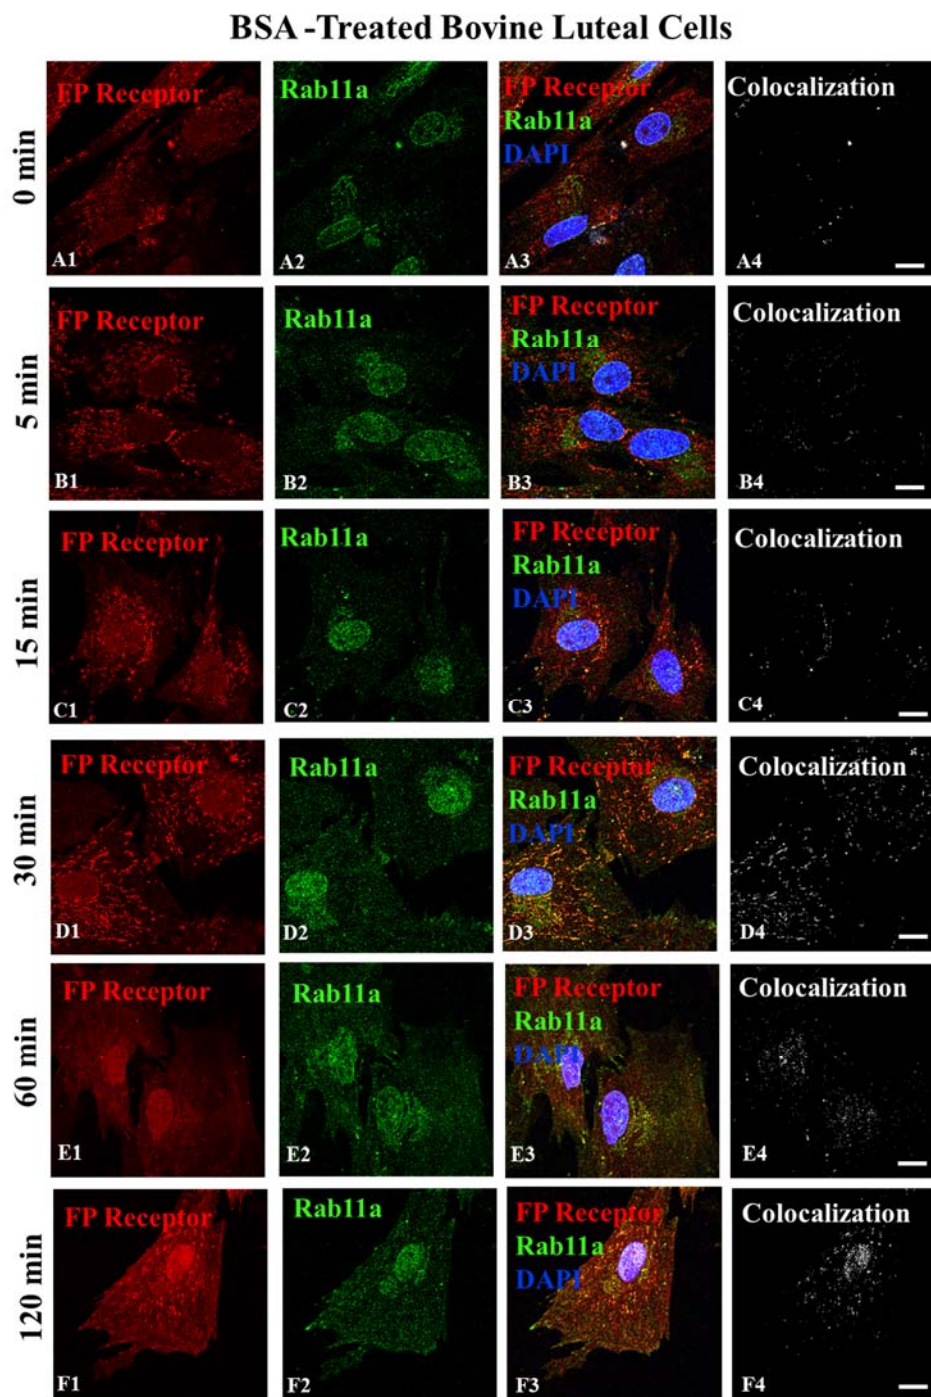 BSA -Treated Bovine Luteal Cells
0 min
FP Receptor
A1
Rab11a
A2
FP Receptor
Rab11a
DAPI
A3
Colocalization
A4
5 min
FP Receptor
B1
Rab11a
B2
FP Receptor
Rab11a
DAPI
B3
Colocalization
B4
15 min
FP Receptor
C1
Rab11a
C2
FP Receptor
Rab11a
DAPI
C3
Colocalization
C4
30 min
FP Receptor
D1
Rab11a
D2
FP Receptor
Rab11a
DAPI
D3
Colocalization
D4
60 min
FP Receptor
E1
Rab11a
E2
FP Receptor
Rab11a
DAPI
E3
Colocalization
E4
120 min
FP Receptor
F1
Rab11a
F2
FP Receptor
Rab11a
DAPI
F3
Colocalization
F4